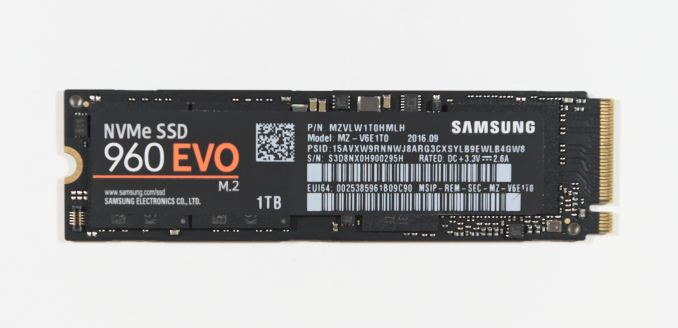 NVMe SSD
960 EVO
M.2
www.samsung.com/ssd
SAMSUNG ELECTRONICS CO., LTD.
1TB
P/N: MZVLW1T0HMLH
SAMSUNG
Model: MZ-V6E1T0 2016.09
PSID: 15AVXW9RNNWJ8ARG3CXSYLB9EWLB4GW8
S/N: S3D8NX0H900295H RATED: DC+3.3V⎓2.6A
EUI64: 0025385961B09C90 MSIP-REM-SEC-MZ-V6E1T0